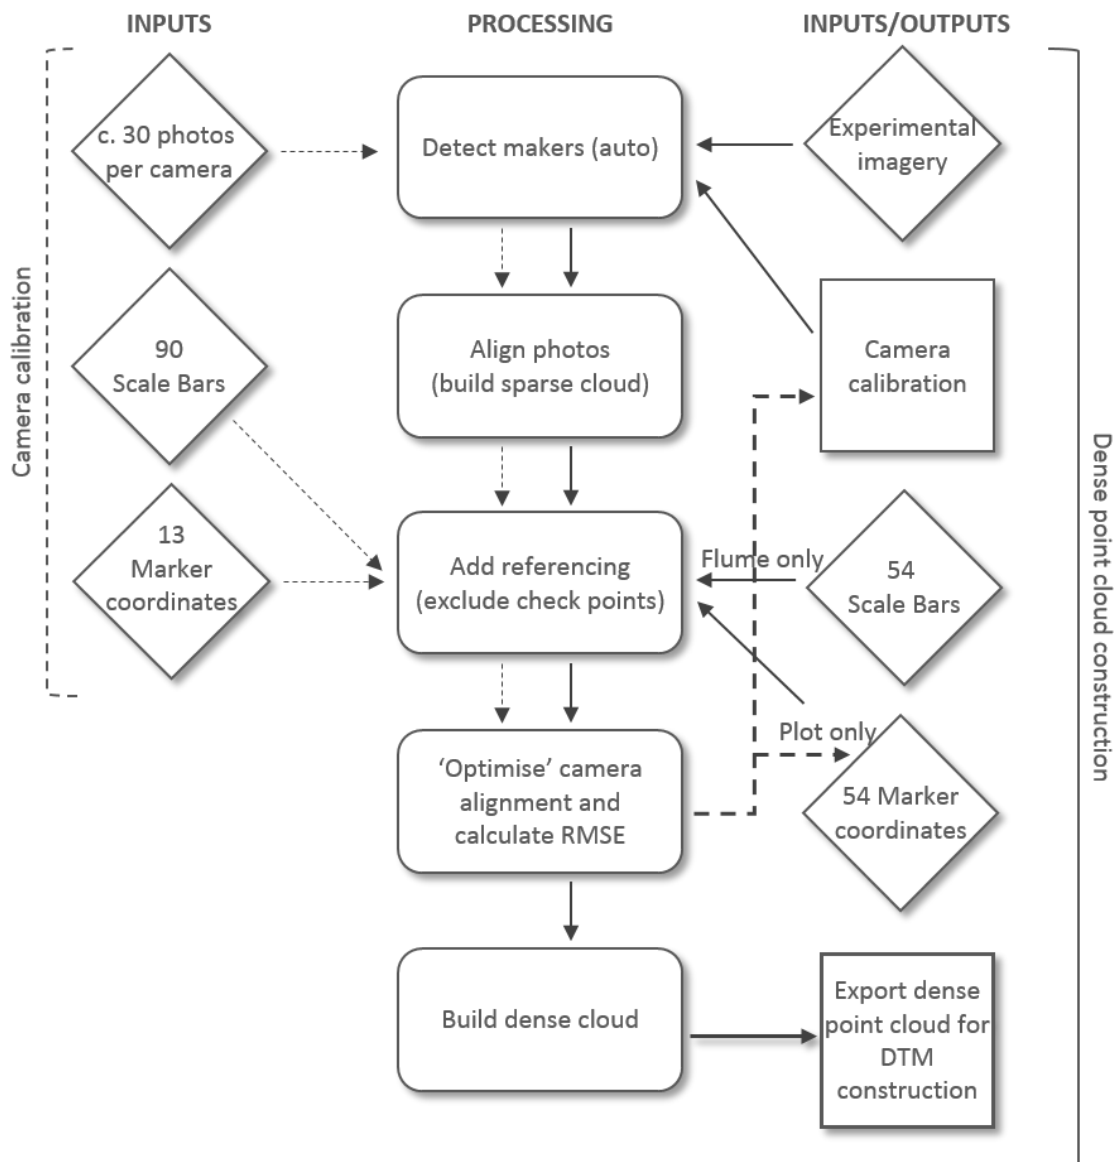 INPUTS
PROCESSING
INPUTS/OUTPUTS
Camera calibration
c. 30 photos
per camera
90
Scale Bars
13
Marker
coordinates
Detect makers (auto)
Align photos
(build sparse cloud)
Add referencing
(exclude check points)
‘Optimise’ camera
alignment and
calculate RMSE
Build dense cloud
Experimental
imagery
Camera
calibration
Flume only
54
Scale Bars
Plot only
54 Marker
coordinates
Export dense
point cloud for
DTM
construction
Dense point cloud construction